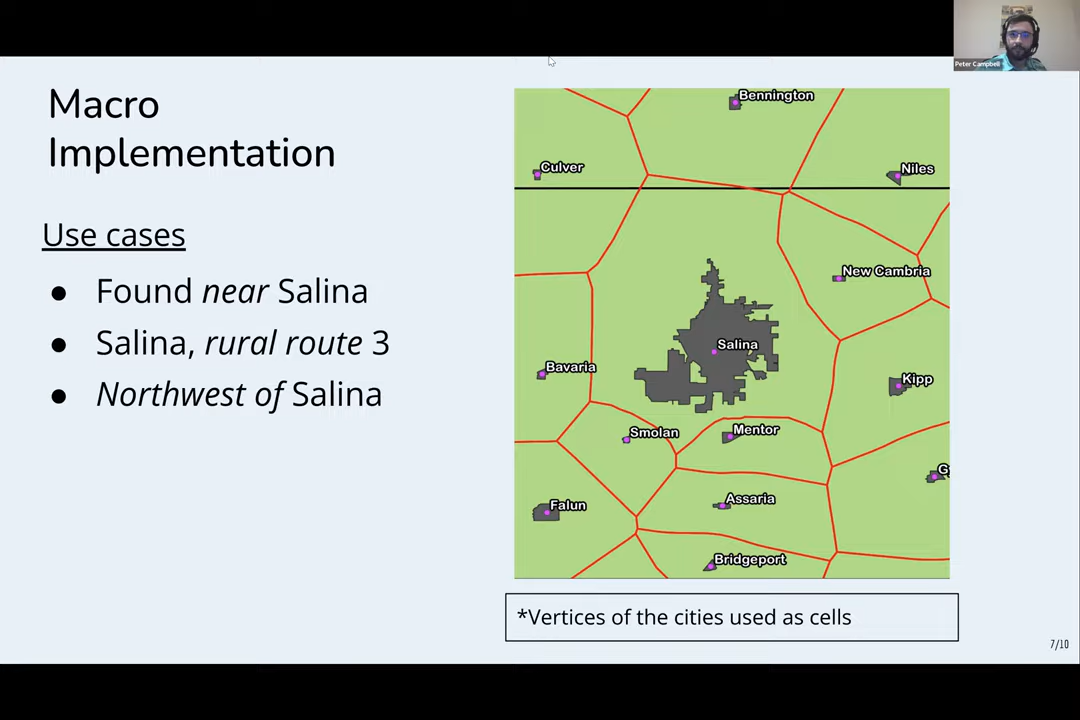 Peter Campbell
Macro
Implementation
Use cases
● Found near Salina
● Salina, rural route 3
● Northwest of Salina
Bennington
Culver
Niles
New Cambria
Salina
Bavaria
Kipp
Smolan
Mentor
G
Assaria
Falun
Bridgeport
*Vertices of the cities used as cells
7/10